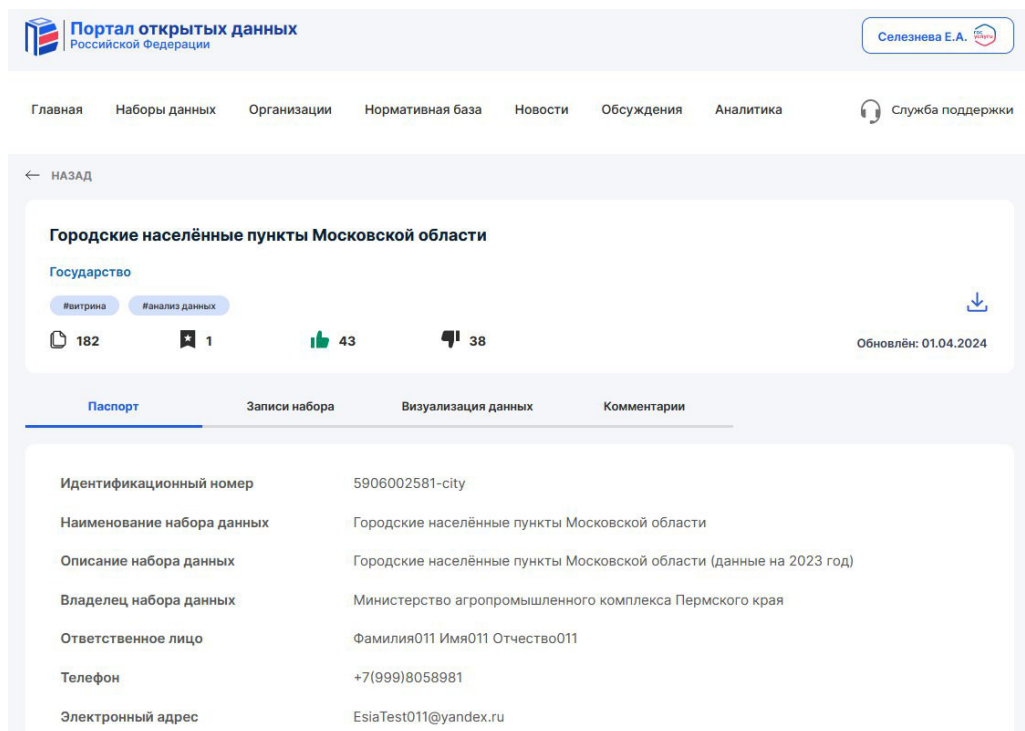 Портал открытых данных
Российской Федерации
Селезнева Е.А. гос услуги
Главная Наборы данных Организации Нормативная база Новости Обсуждения Аналитика Служба поддержки
НАЗАД
Городские населённые пункты Московской области
Государство
#витрина #анализ данных
182 1 43 38 Обновлён: 01.04.2024
Паспорт Записи набора Визуализация данных Комментарии
Идентификационный номер 5906002581-city
Наименование набора данных Городские населённые пункты Московской области
Описание набора данных Городские населённые пункты Московской области (данные на 2023 год)
Владелец набора данных Министерство агропромышленного комплекса Пермского края
Ответственное лицо Фамилия011 Имя011 Отчество011
Телефон +7(999)8058981
Электронный адрес EsiaTest011@yandex.ru